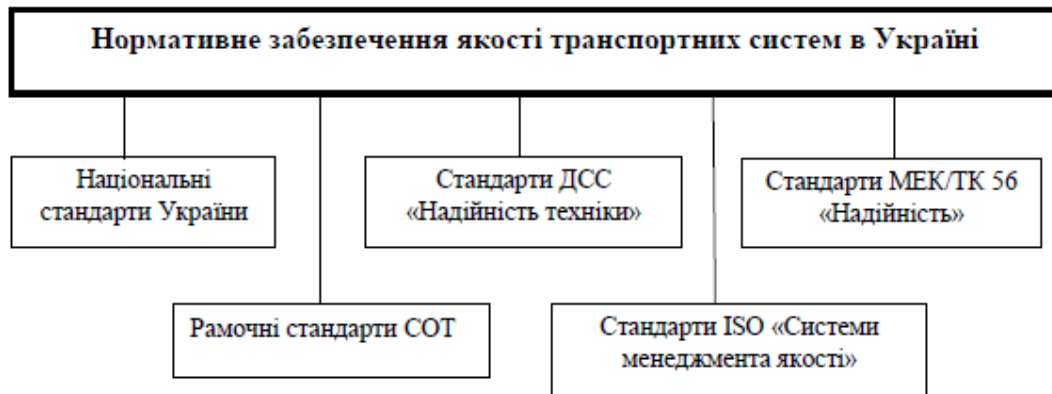 Нормативне забезпечення якості транспортних систем в Україні
Національні
стандарти України
Стандарти ДСС
«Надійність техніки»
Стандарти МЕК/ТК 56
«Надійність»
Рамочні стандарти СОТ
Стандарти ISO «Системи
менеджмента якості»